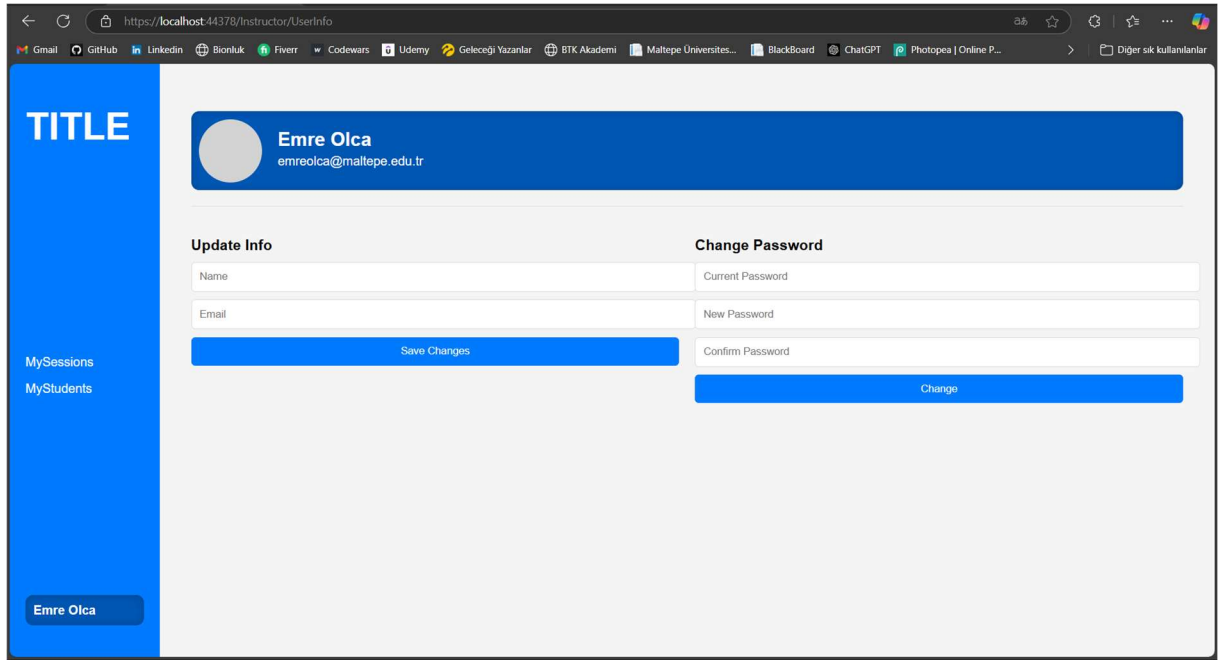 https://localhost:44378/Instructor/UserInfo
Gmail GitHub Linkedin Bionluk Fiverr Codewars Udemy Geleceği Yazanlar BTK Akademi Maltepe Üniversites... BlackBoard ChatGPT Photopea | Online P... Diğer sık kullanılanlar
TITLE
Emre Olca
emreolca@maltepe.edu.tr
Update Info
Name
Email
Save Changes
Change Password
Current Password
New Password
Confirm Password
Change
MySessions
MyStudents
Emre Olca